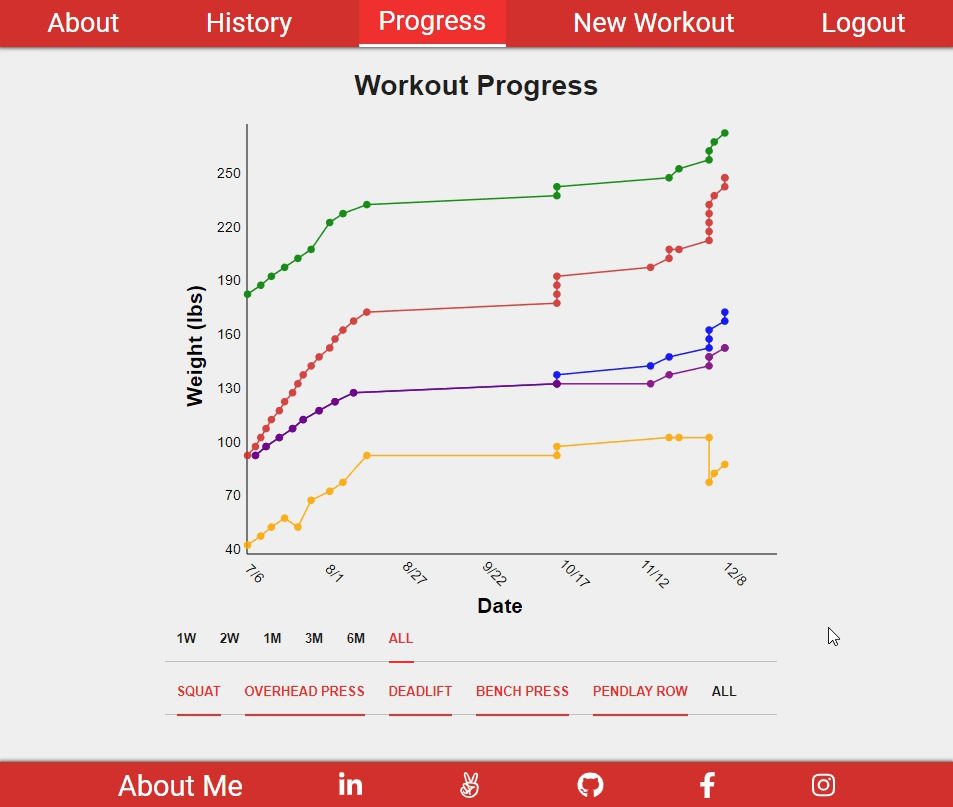 About History Progress New Workout Logout
Workout Progress
250
220
190
160
130
100
70
40
Weight (lbs)
7/6 8/1 8/27 9/22 10/17 11/12 12/8
Date
1W 2W 1M 3M 6M ALL
SQUAT OVERHEAD PRESS DEADLIFT BENCH PRESS PENDLAY ROW ALL
About Me in